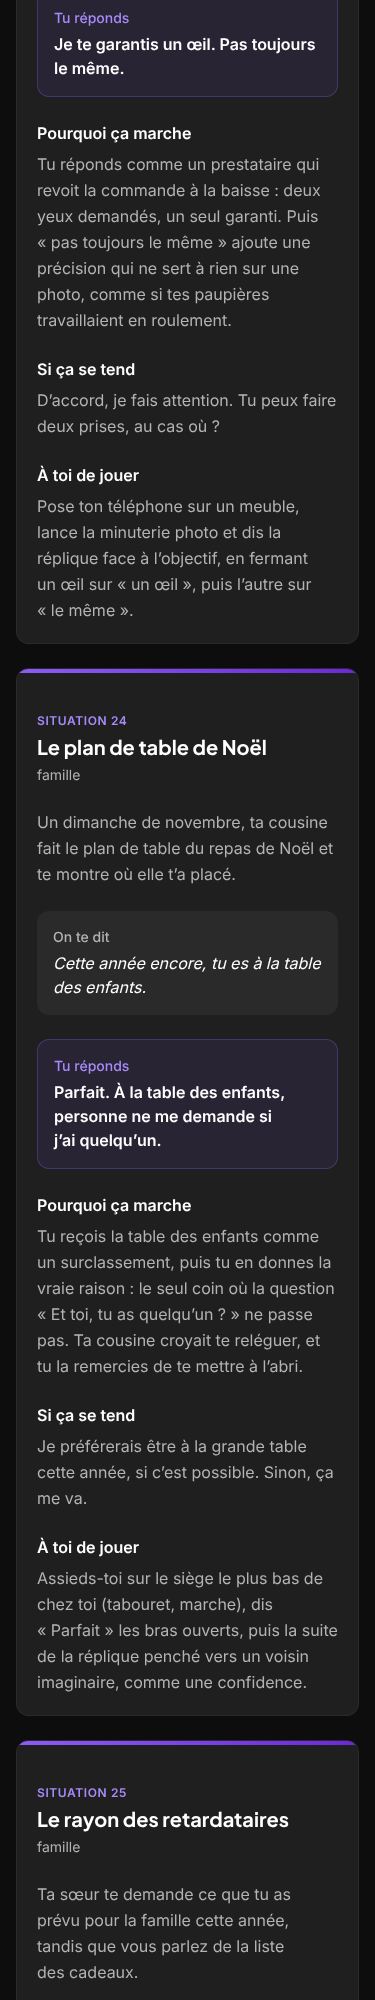 Tu réponds
Je te garantis un œil. Pas toujours
le même.
Pourquoi ça marche
Tu réponds comme un prestataire qui
revoit la commande à la baisse : deux
yeux demandés, un seul garanti. Puis
« pas toujours le même » ajoute une
précision qui ne sert à rien sur une
photo, comme si tes paupières
travaillaient en roulement.
Si ça se tend
D’accord, je fais attention. Tu peux faire
deux prises, au cas où ?
À toi de jouer
Pose ton téléphone sur un meuble,
lance la minuterie photo et dis la
réplique face à l’objectif, en fermant
un œil sur « un œil », puis l’autre sur
« le même ».
SITUATION 24
Le plan de table de Noël
famille
Un dimanche de novembre, ta cousine
fait le plan de table du repas de Noël et
te montre où elle t’a placé.
On te dit
Cette année encore, tu es à la table
des enfants.
Tu réponds
Parfait. À la table des enfants,
personne ne me demande si
j’ai quelqu’un.
Pourquoi ça marche
Tu reçois la table des enfants comme
un surclassement, puis tu en donnes la
vraie raison : le seul coin où la question
« Et toi, tu as quelqu’un ? » ne passe
pas. Ta cousine croyait te reléguer, et
tu la remercies de te mettre à l’abri.
Si ça se tend
Je préférerais être à la grande table
cette année, si c’est possible. Sinon, ça
me va.
À toi de jouer
Assieds-toi sur le siège le plus bas de
chez toi (tabouret, marche), dis
« Parfait » les bras ouverts, puis la suite
de la réplique penché vers un voisin
imaginaire, comme une confidence.
SITUATION 25
Le rayon des retardataires
famille
Ta sœur te demande ce que tu as
prévu pour la famille cette année,
tandis que vous parlez de la liste
des cadeaux.